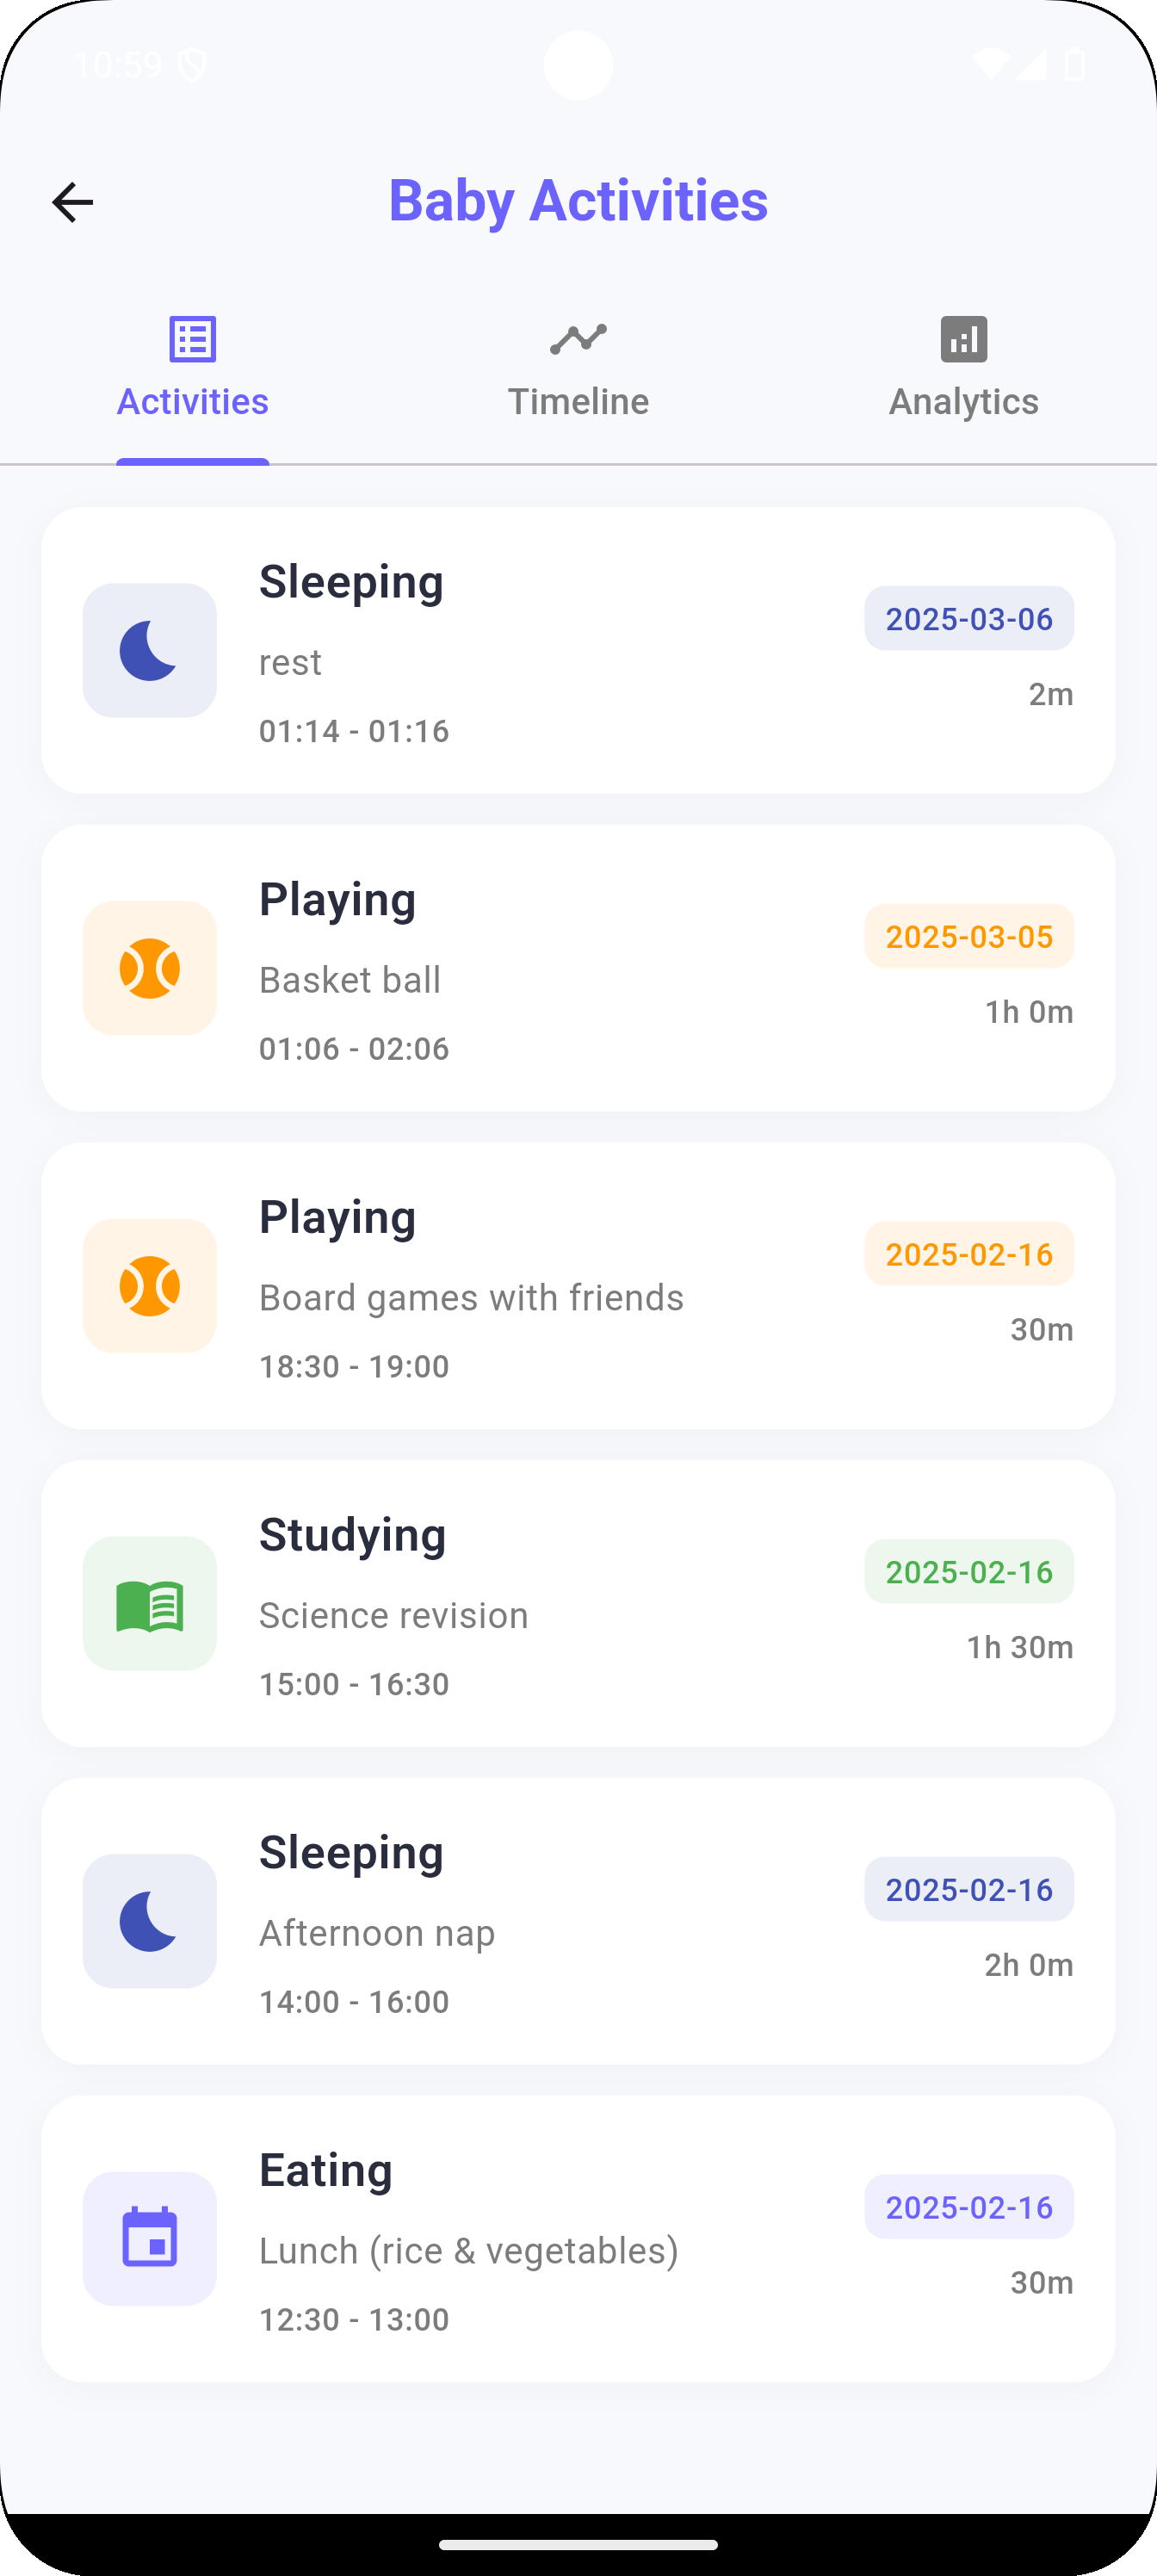 10:59
Baby Activities
Activities
Timeline
Analytics
Sleeping
rest
01:14 - 01:16
2025-03-06
2m
Playing
Basket ball
01:06 - 02:06
2025-03-05
1h 0m
Playing
Board games with friends
18:30 - 19:00
2025-02-16
30m
Studying
Science revision
15:00 - 16:30
2025-02-16
1h 30m
Sleeping
Afternoon nap
14:00 - 16:00
2025-02-16
2h 0m
Eating
Lunch (rice & vegetables)
12:30 - 13:00
2025-02-16
30m